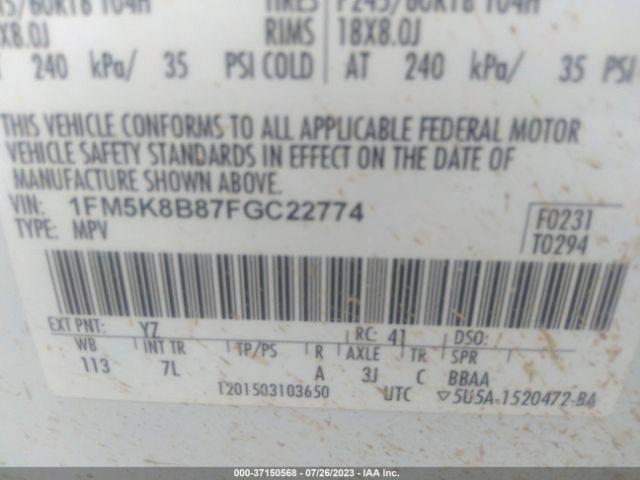 TIRES P245/60R18 104H
X8.0J RIMS 18X8.0J
240 kPa/ 35 PSI COLD AT 240 kPa/ 35 PSI
THIS VEHICLE CONFORMS TO ALL APPLICABLE FEDERAL MOTOR
VEHICLE SAFETY STANDARDS IN EFFECT ON THE DATE OF
MANUFACTURE SHOWN ABOVE.
VIN: 1FM5K8B87FGC22774
TYPE: MPV
F0231
T0294
EXT PNT: YZ RC: 41 DSO:
WB INT TR TP/PS R AXLE TR SPR
113 7L A 3J C BBAA
T201503103650 UTC ▽5U5A-1520472-BA
000-37150568 - 07/26/2023 - IAA Inc.